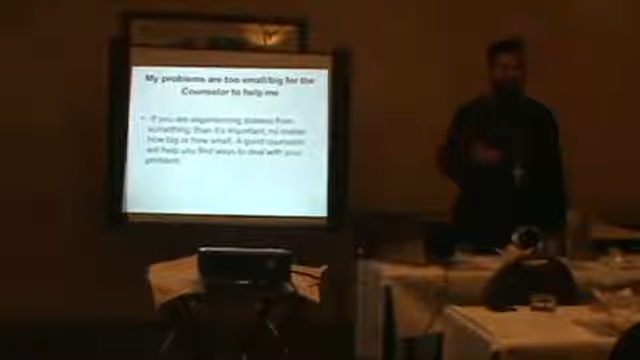 My problems are too small/big for the
Counselor to help me
• If you are experiencing distress from
something, than it's important, no matter
how big or how small. A good counselor
will help you find ways to deal with your
problem.